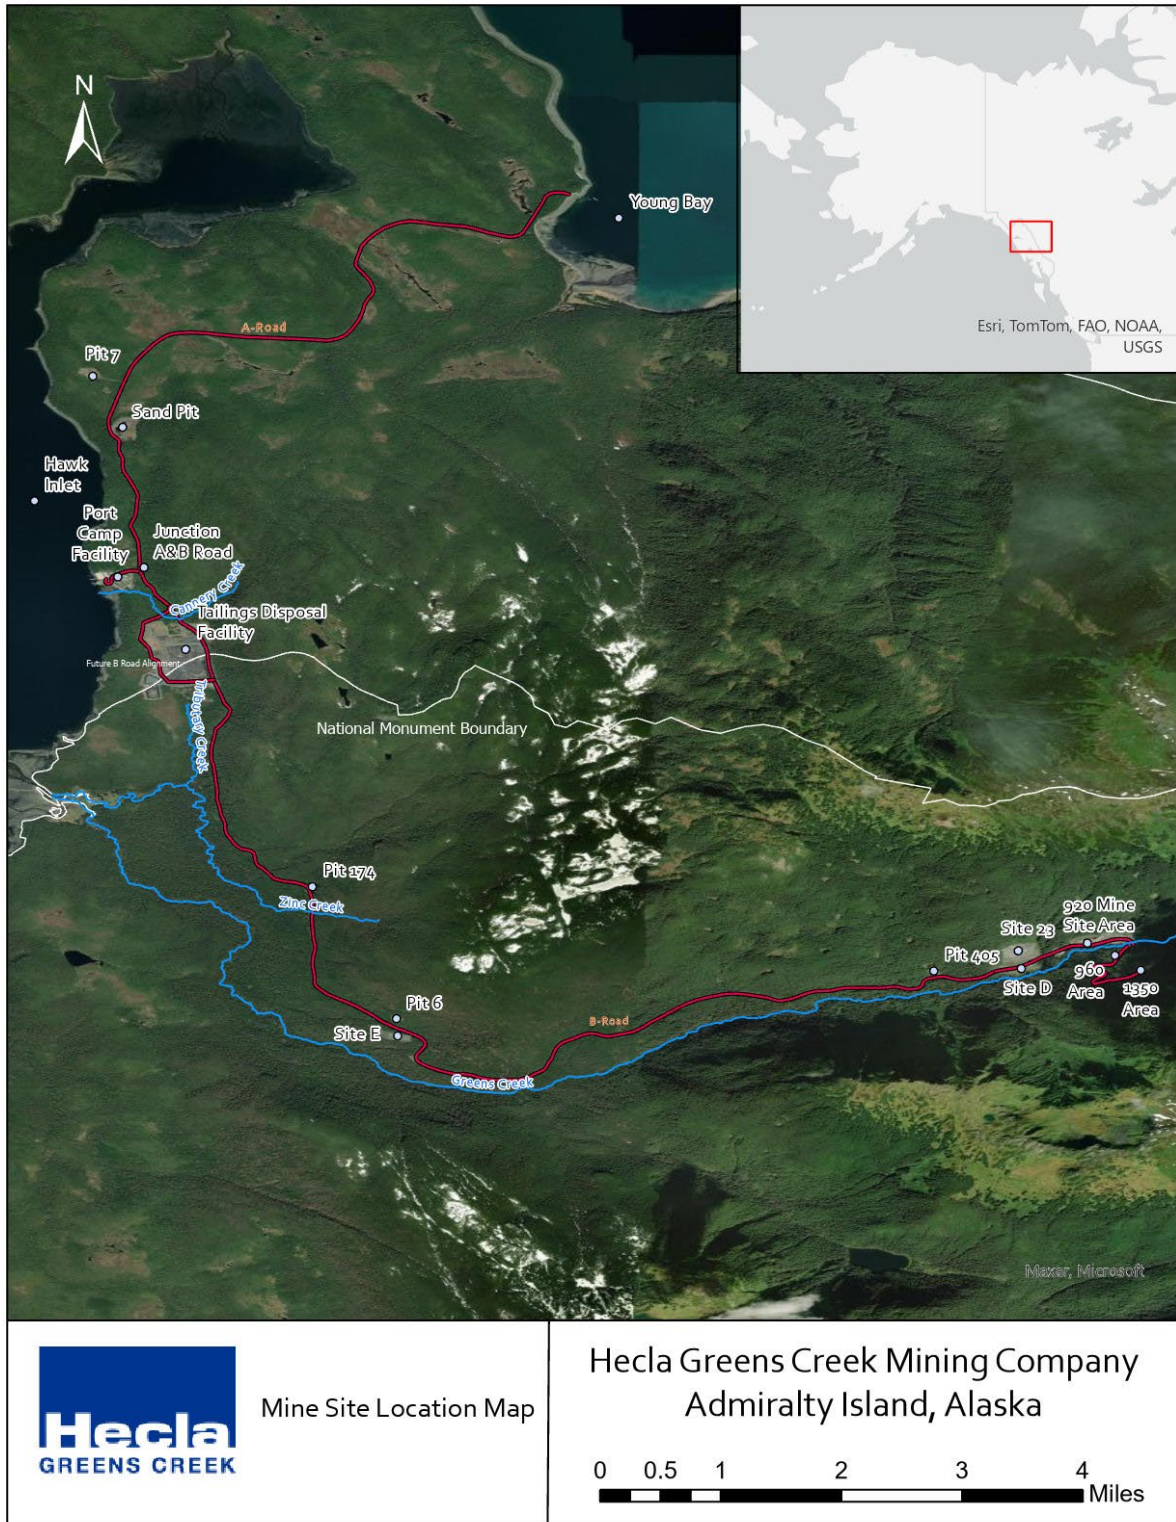 N
Young Bay
Esri, TomTom, FAO, NOAA,
USGS
A-Road
Pit 7
Sand Pit
Hawk
Inlet
Port
Camp
Facility
Junction
A&B Road
Cannery Creek
Tailings Disposal
Facility
Future B Road Alignment
Tributary Creek
National Monument Boundary
Pit 174
Zinc Creek
920 Mine
Site Area
Site 23
Pit 405
Site D
960
Area
1350
Area
Pit 6
Site E
B-Road
Greens Creek
Maxar, Microsoft
Hecla
GREENS CREEK
Mine Site Location Map
Hecla Greens Creek Mining Company
Admiralty Island, Alaska
0 0.5 1 2 3 4
Miles